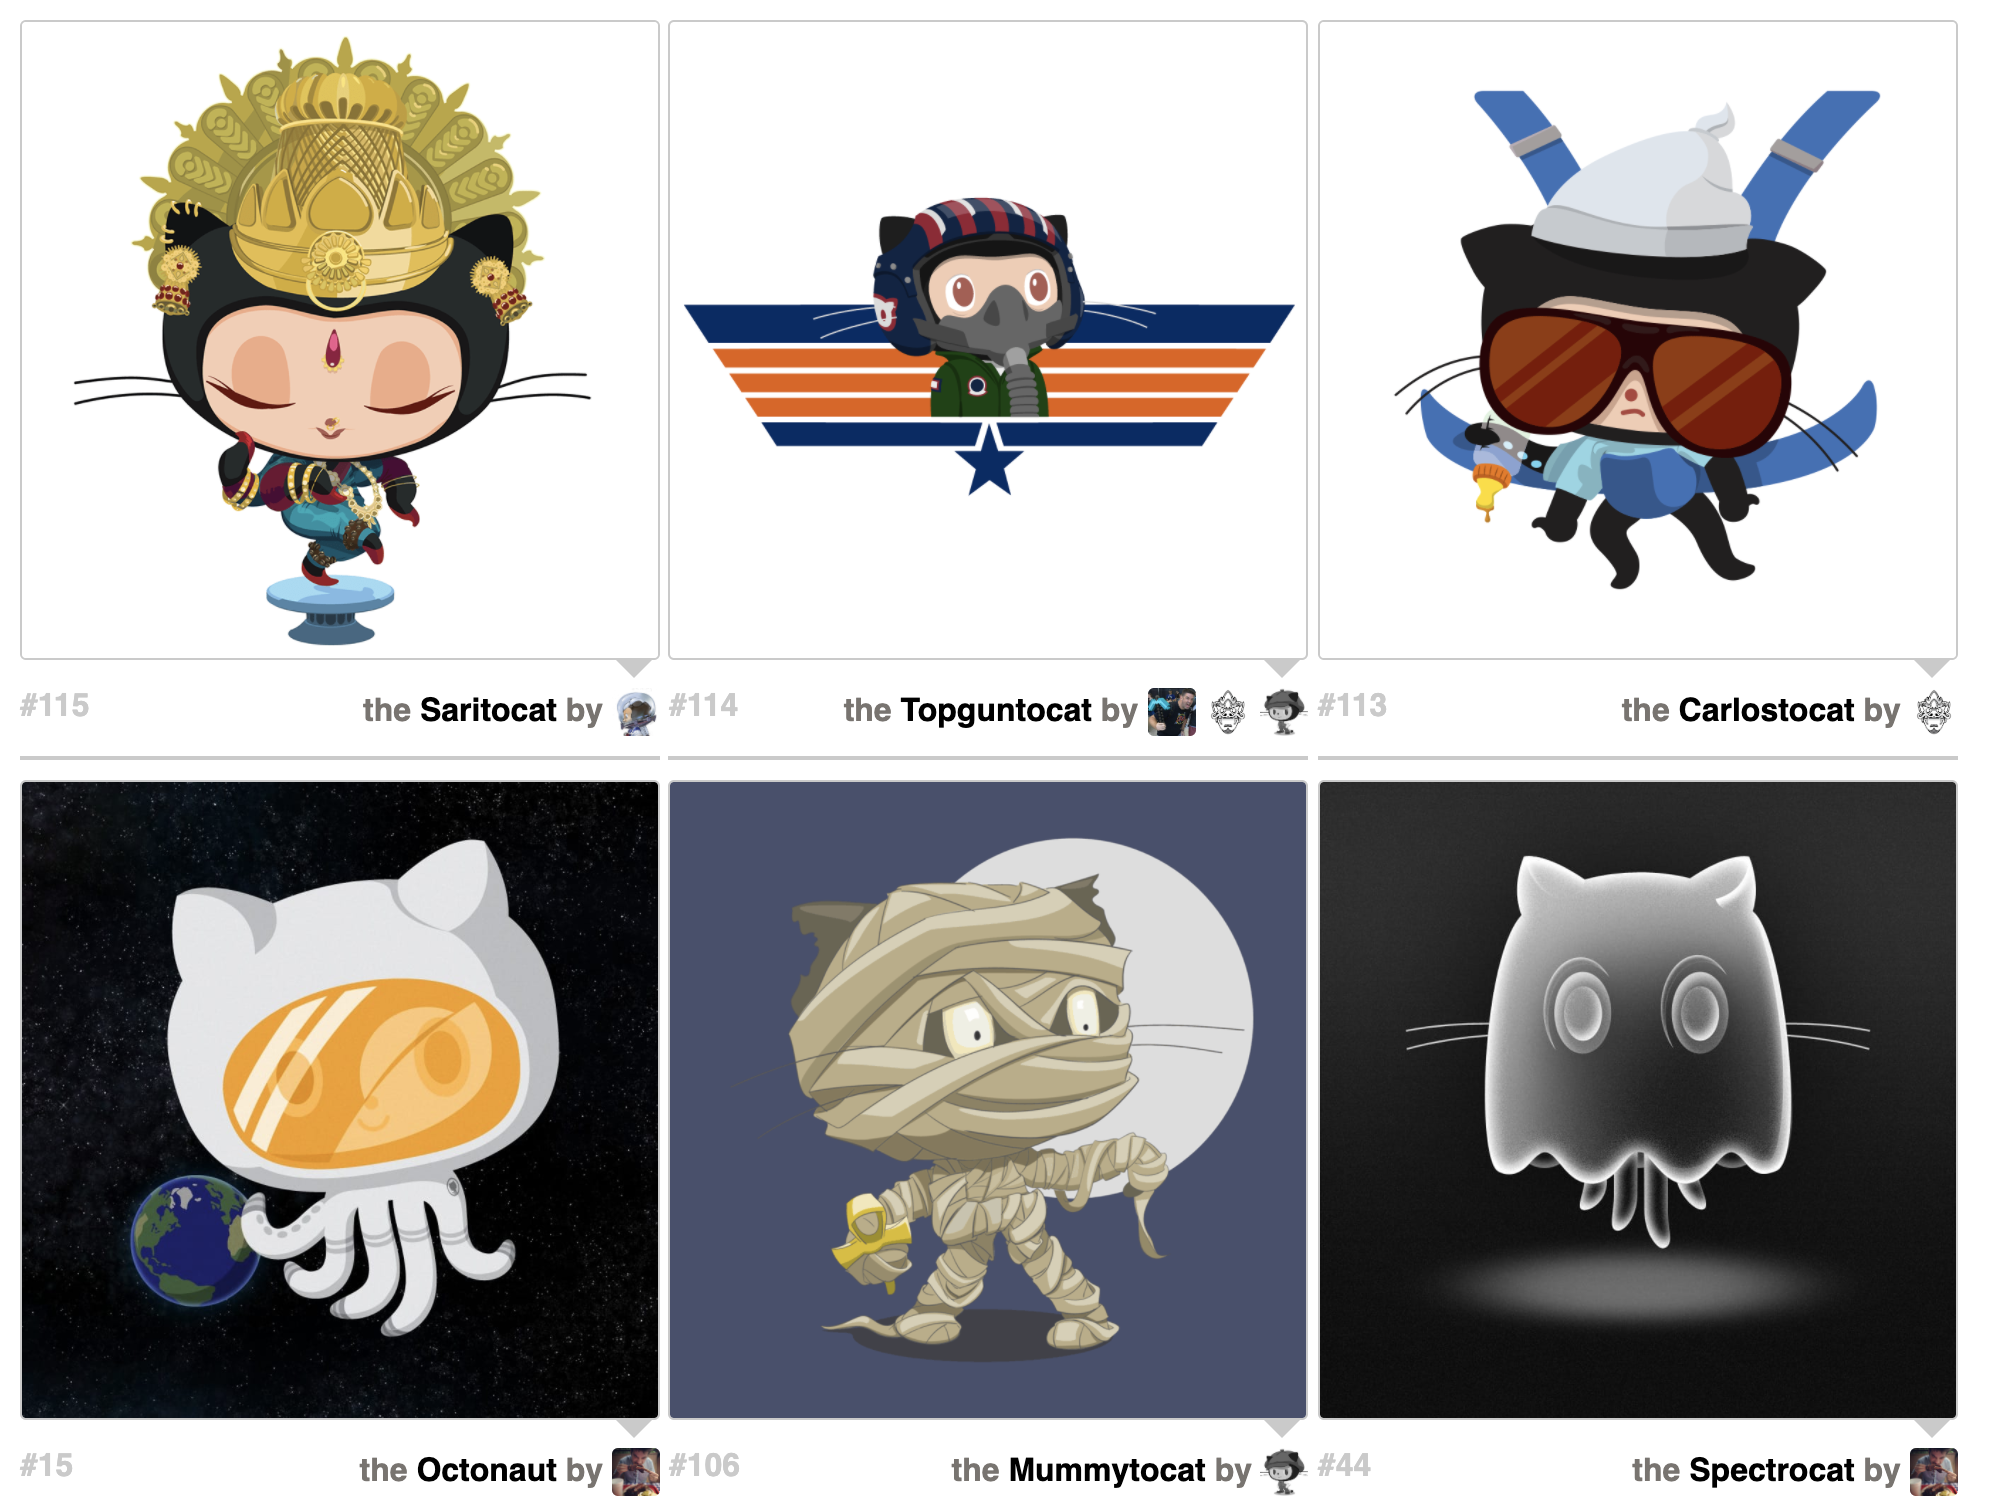 #115 the Saritocat by
#114 the Topguntocat by
#113 the Carlostocat by
#15 the Octonaut by
#106 the Mummytocat by
#44 the Spectrocat by